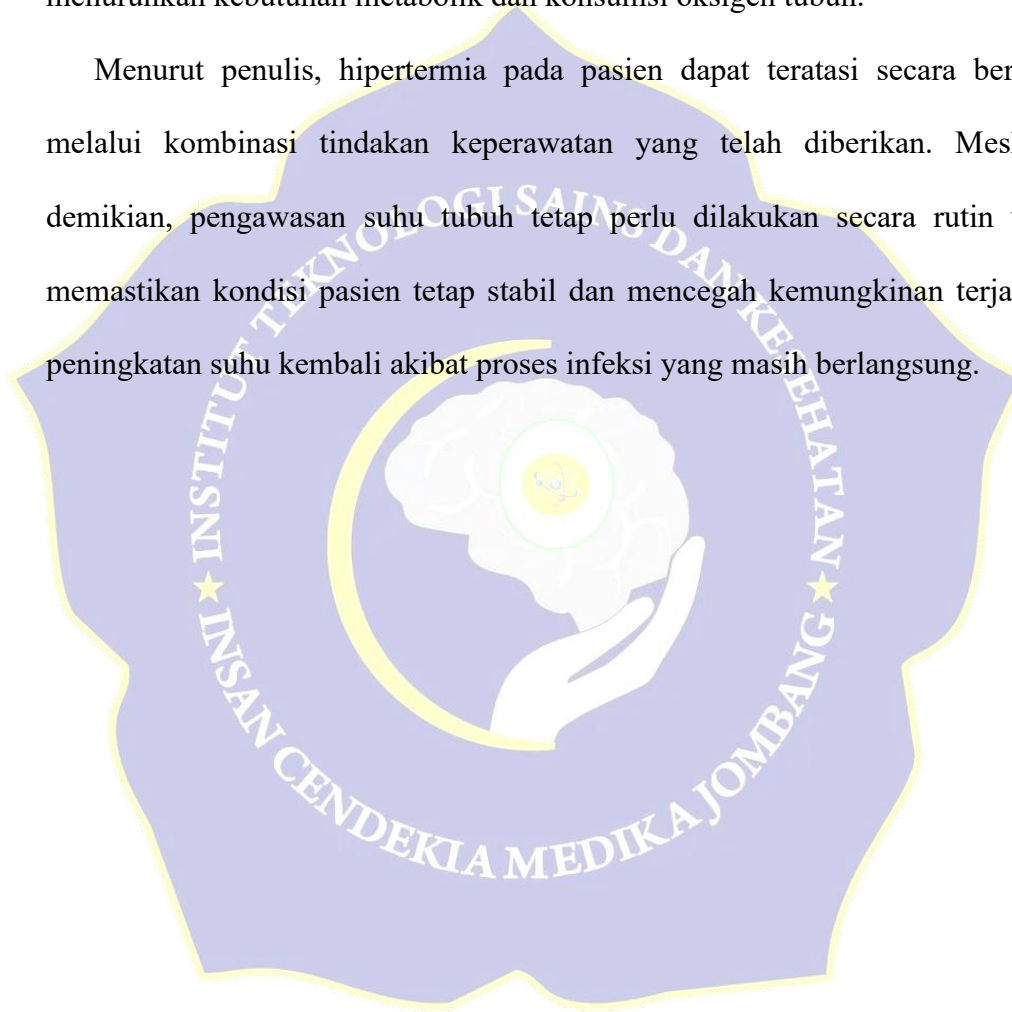 menurunkan kebutuhan metabolik dan konsumsi oksigen tubuh.
Menurut penulis, hipertermia pada pasien dapat teratasi secara ber
melalui kombinasi tindakan keperawatan yang telah diberikan. Mes
demikian, pengawasan suhu tubuh tetap perlu dilakukan secara rutin
memastikan kondisi pasien tetap stabil dan mencegah kemungkinan terja
peningkatan suhu kembali akibat proses infeksi yang masih berlangsung.
INSTITUT TEKNOLOGI SAINS DAN KESEHATAN
INSAN CENDEKIA MEDIKA JOMBANG